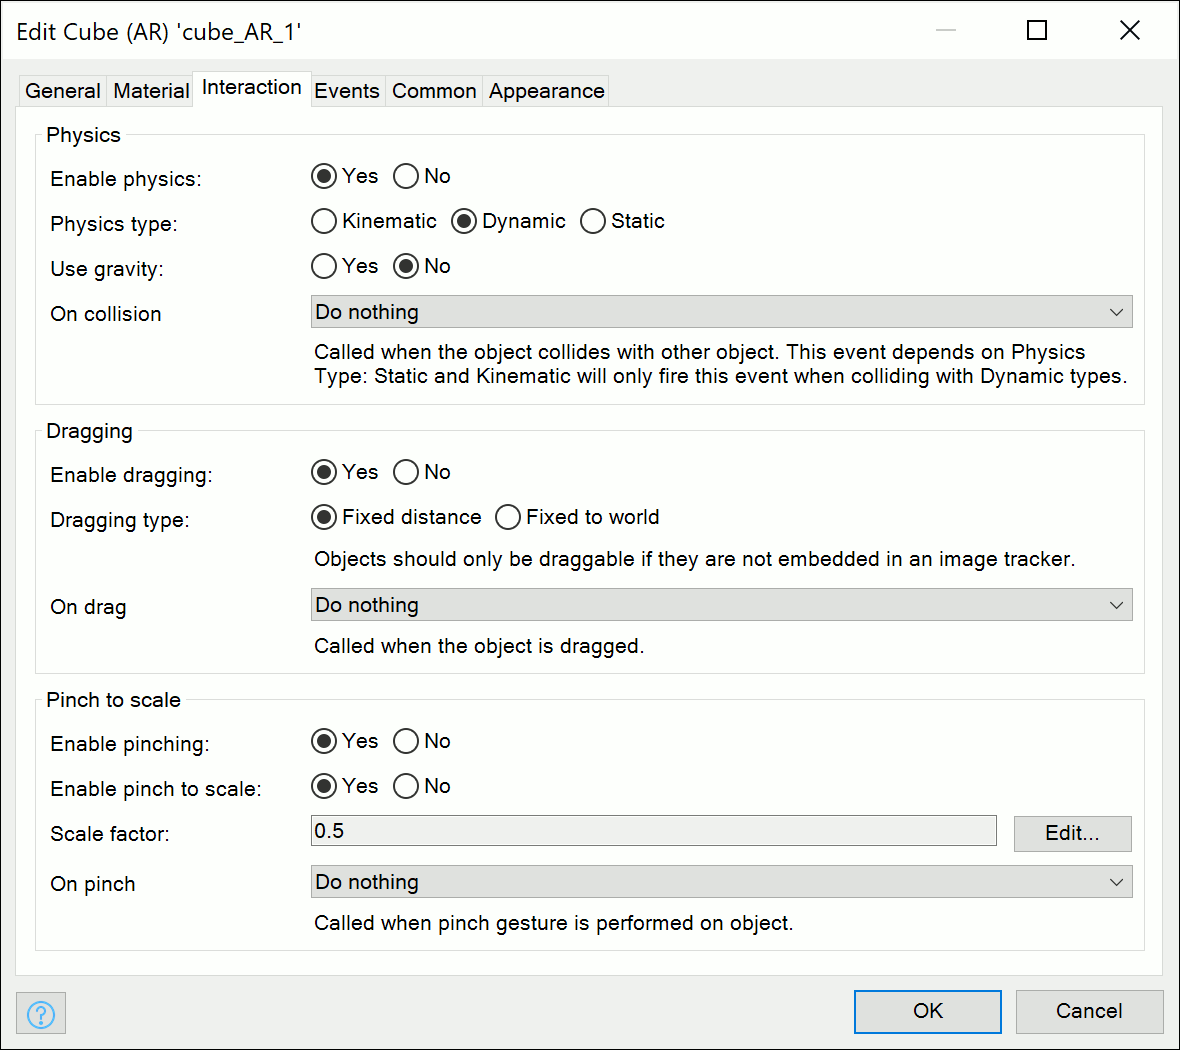 Edit Cube (AR) 'cube_AR_1'
General Material Interaction Events Common Appearance
Physics
Enable physics: Yes No
Physics type: Kinematic Dynamic Static
Use gravity: Yes No
On collision Do nothing
Called when the object collides with other object. This event depends on Physics
Type: Static and Kinematic will only fire this event when colliding with Dynamic types.
Dragging
Enable dragging: Yes No
Dragging type: Fixed distance Fixed to world
Objects should only be draggable if they are not embedded in an image tracker.
On drag Do nothing
Called when the object is dragged.
Pinch to scale
Enable pinching: Yes No
Enable pinch to scale: Yes No
Scale factor: 0.5 Edit...
On pinch Do nothing
Called when pinch gesture is performed on object.
? OK Cancel